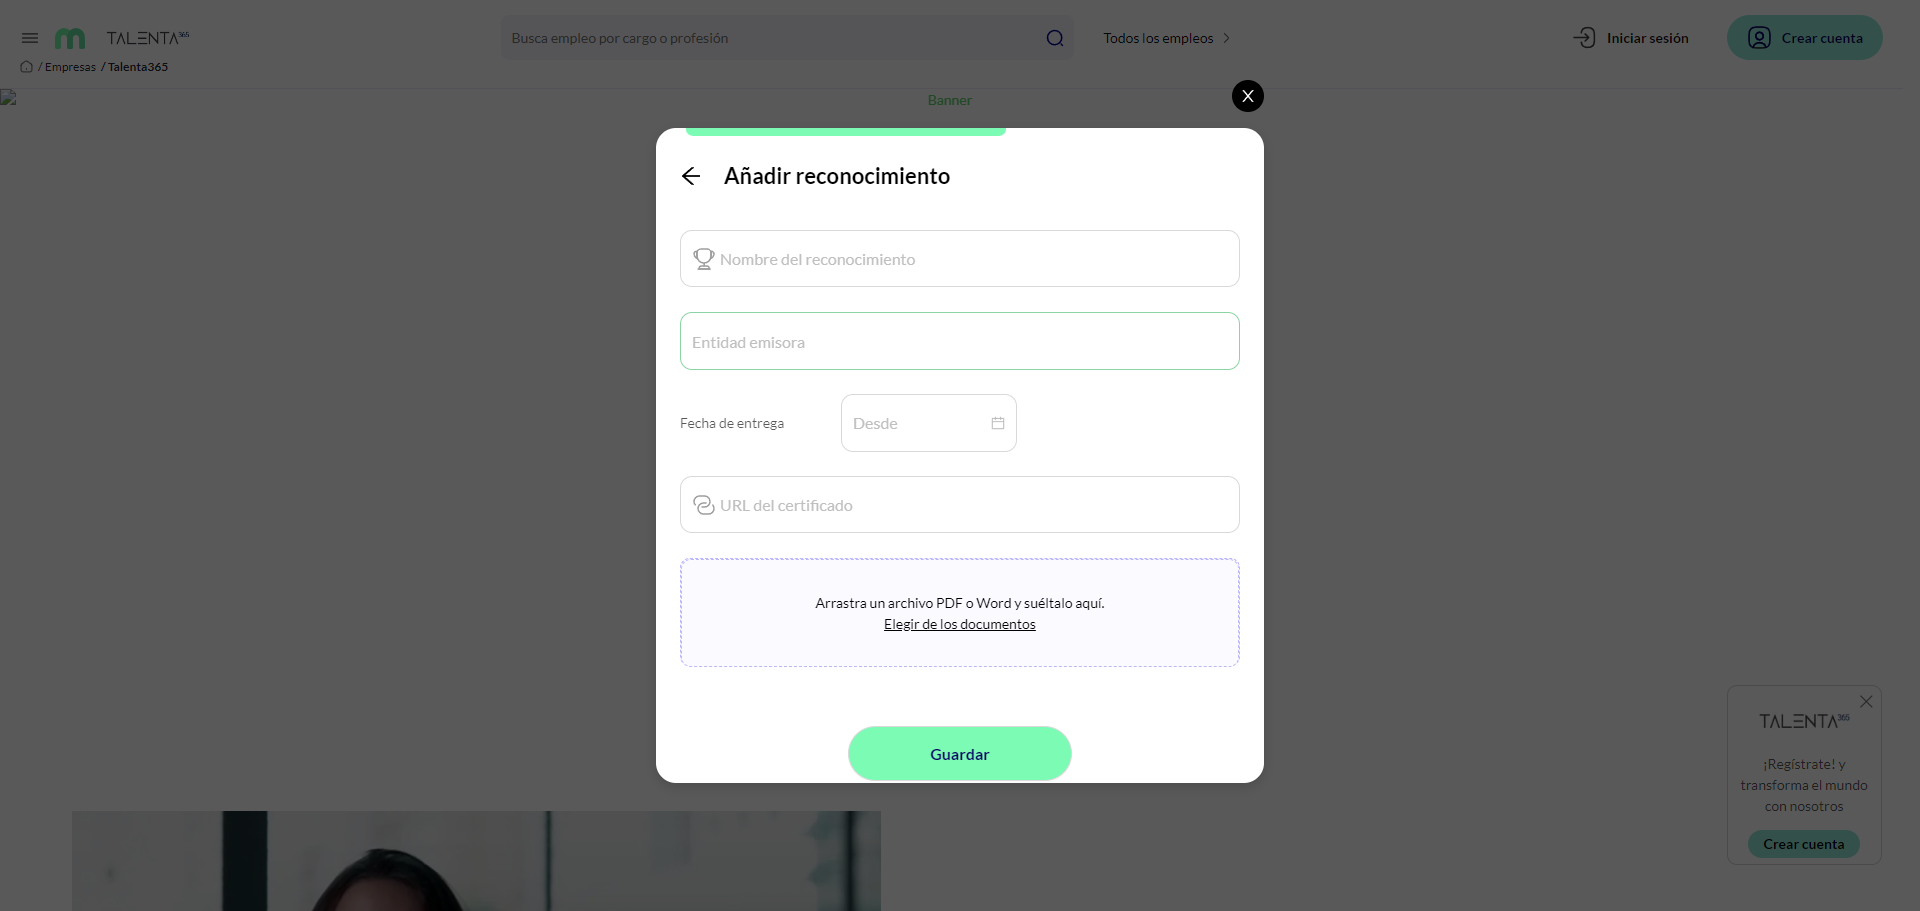 TALENTA365
Busca empleo por cargo o profesión
Todos los empleos
Iniciar sesión
Crear cuenta
/ Empresas / Talenta365
Banner
X
Añadir reconocimiento
Nombre del reconocimiento
Entidad emisora
Fecha de entrega
Desde
URL del certificado
Arrastra un archivo PDF o Word y suéltalo aquí.
Elegir de los documentos
Guardar
TALENTA365
¡Regístrate! y
transforma el mundo
con nosotros
Crear cuenta